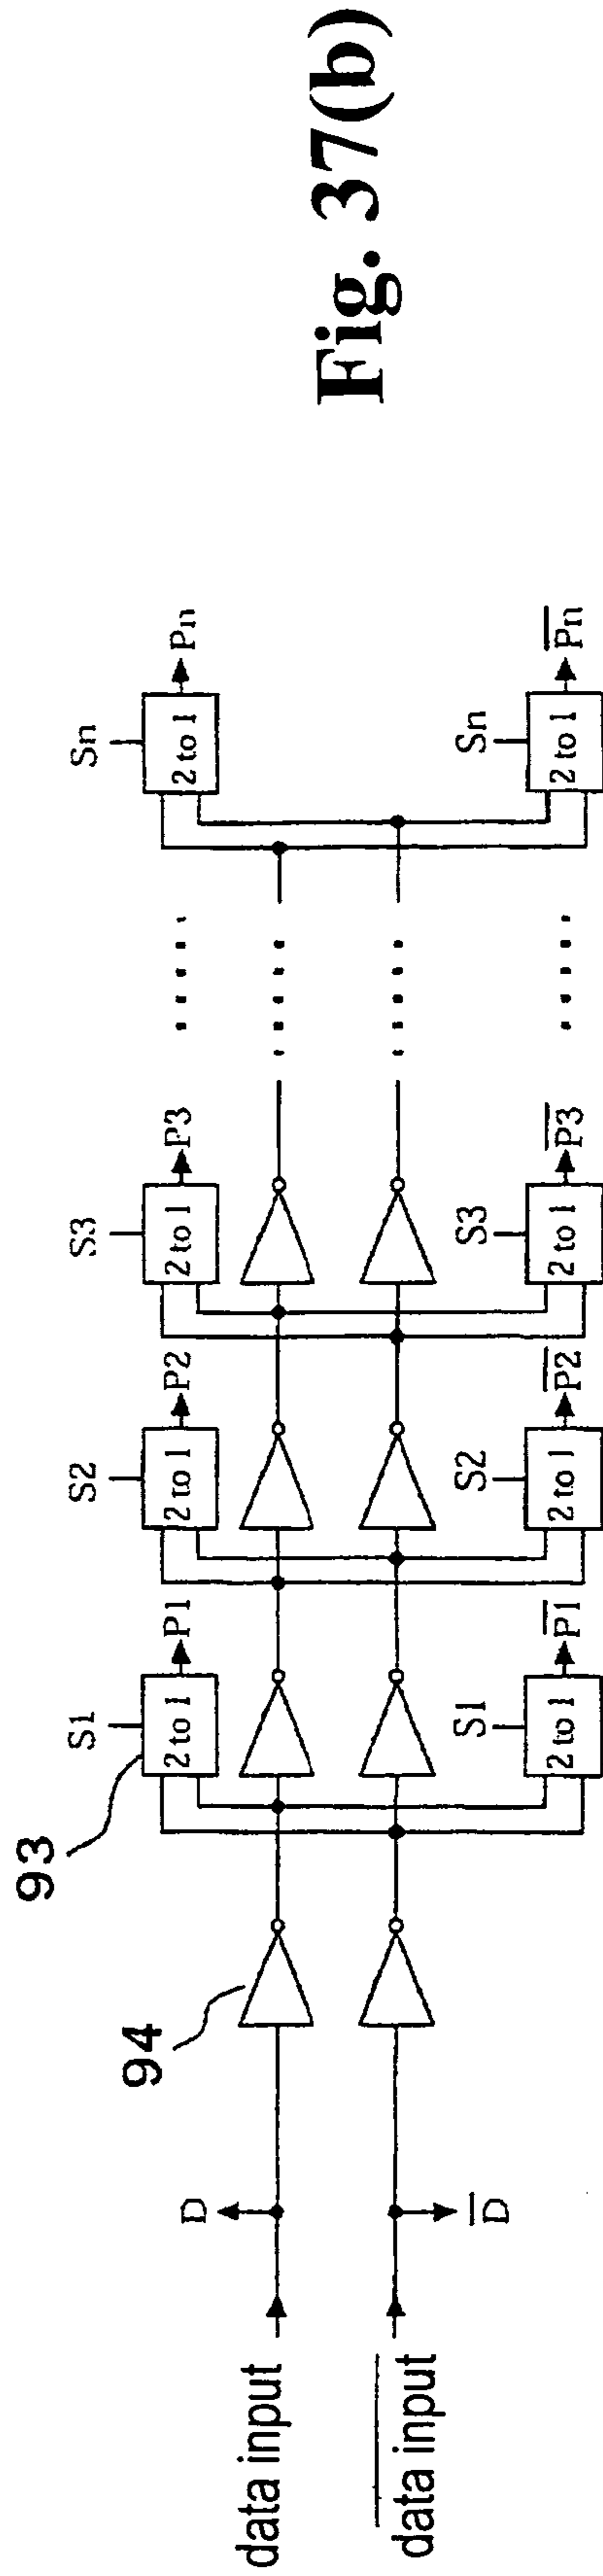 Fig. 37(b)
93
94
S1
S2
S3
Sn
2 to 1
P1
2 to 1
P2
2 to 1
P3
2 to 1
Pn
D
data input
D̅
data input
S1
S2
S3
Sn
2 to 1
P̅1̅
2 to 1
P̅2̅
2 to 1
P̅3̅
2 to 1
P̅n̅